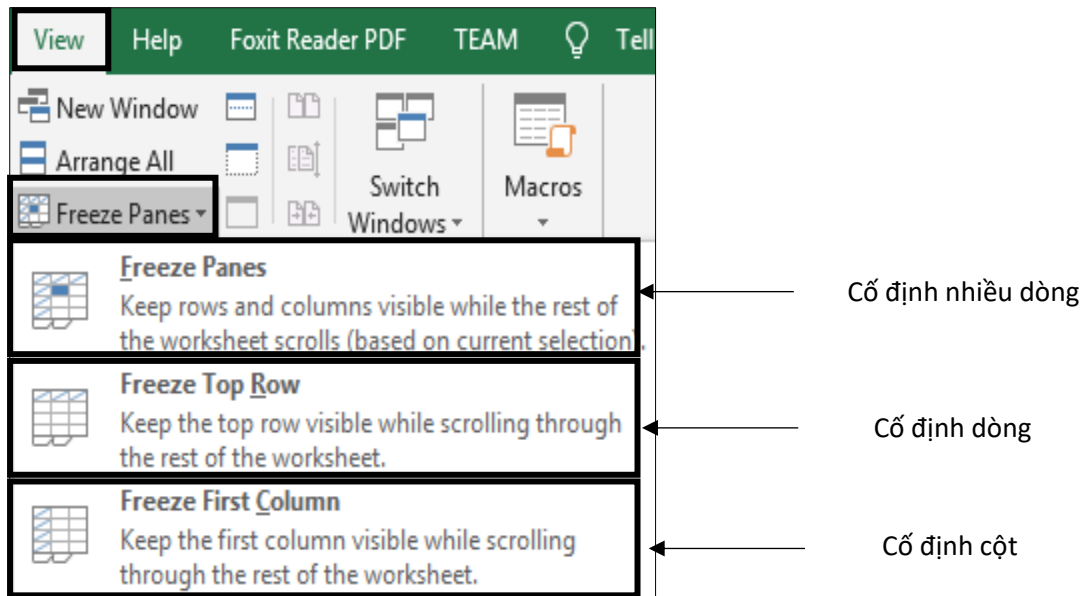 View Help Foxit Reader PDF TEAM Tell
New Window
Arrange All
Freeze Panes
Switch
Windows
Macros
Freeze Panes
Keep rows and columns visible while the rest of
the worksheet scrolls (based on current selection).
Cố định nhiều dòng
Freeze Top Row
Keep the top row visible while scrolling through
the rest of the worksheet.
Cố định dòng
Freeze First Column
Keep the first column visible while scrolling
through the rest of the worksheet.
Cố định cột